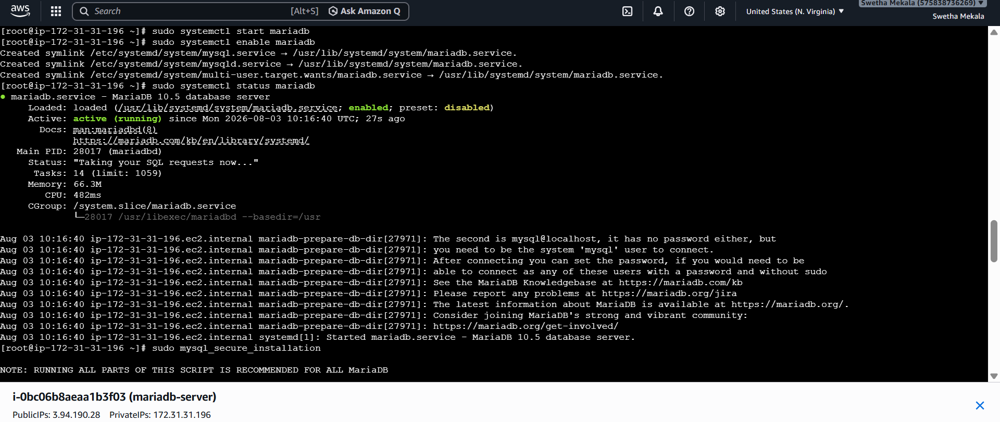 aws
Search [Alt+S] Ask Amazon Q
United States (N. Virginia) ▼
Swetha Mekala (575838736269) ▼
Swetha Mekala
[root@ip-172-31-31-196 ~]# sudo systemctl start mariadb
[root@ip-172-31-31-196 ~]# sudo systemctl enable mariadb
Created symlink /etc/systemd/system/mysql.service → /usr/lib/systemd/system/mariadb.service.
Created symlink /etc/systemd/system/mysqld.service → /usr/lib/systemd/system/mariadb.service.
Created symlink /etc/systemd/system/multi-user.target.wants/mariadb.service → /usr/lib/systemd/system/mariadb.service.
[root@ip-172-31-31-196 ~]# sudo systemctl status mariadb
● mariadb.service - MariaDB 10.5 database server
Loaded: loaded (/usr/lib/systemd/system/mariadb.service; enabled; preset: disabled)
Active: active (running) since Mon 2026-08-03 10:16:40 UTC; 27s ago
Docs: man:mariadbd(8)
https://mariadb.com/kb/en/library/systemd/
Main PID: 28017 (mariadbd)
Status: "Taking your SQL requests now..."
Tasks: 14 (limit: 1059)
Memory: 66.3M
CPU: 482ms
CGroup: /system.slice/mariadb.service
└─28017 /usr/libexec/mariadbd --basedir=/usr
Aug 03 10:16:40 ip-172-31-31-196.ec2.internal mariadb-prepare-db-dir[27971]: The second is mysql@localhost, it has no password either, but
Aug 03 10:16:40 ip-172-31-31-196.ec2.internal mariadb-prepare-db-dir[27971]: you need to be the system 'mysql' user to connect.
Aug 03 10:16:40 ip-172-31-31-196.ec2.internal mariadb-prepare-db-dir[27971]: After connecting you can set the password, if you would need to be
Aug 03 10:16:40 ip-172-31-31-196.ec2.internal mariadb-prepare-db-dir[27971]: able to connect as any of these users with a password and without sudo
Aug 03 10:16:40 ip-172-31-31-196.ec2.internal mariadb-prepare-db-dir[27971]: See the MariaDB Knowledgebase at https://mariadb.com/kb
Aug 03 10:16:40 ip-172-31-31-196.ec2.internal mariadb-prepare-db-dir[27971]: Please report any problems at https://mariadb.org/jira
Aug 03 10:16:40 ip-172-31-31-196.ec2.internal mariadb-prepare-db-dir[27971]: The latest information about MariaDB is available at https://mariadb.org/.
Aug 03 10:16:40 ip-172-31-31-196.ec2.internal mariadb-prepare-db-dir[27971]: Consider joining MariaDB's strong and vibrant community:
Aug 03 10:16:40 ip-172-31-31-196.ec2.internal mariadb-prepare-db-dir[27971]: https://mariadb.org/get-involved/
Aug 03 10:16:40 ip-172-31-31-196.ec2.internal systemd[1]: Started mariadb.service - MariaDB 10.5 database server.
[root@ip-172-31-31-196 ~]# sudo mysql_secure_installation
NOTE: RUNNING ALL PARTS OF THIS SCRIPT IS RECOMMENDED FOR ALL MariaDB
i-0bc06b8aeaa1b3f03 (mariadb-server)
PublicIPs: 3.94.190.28 PrivateIPs: 172.31.31.196